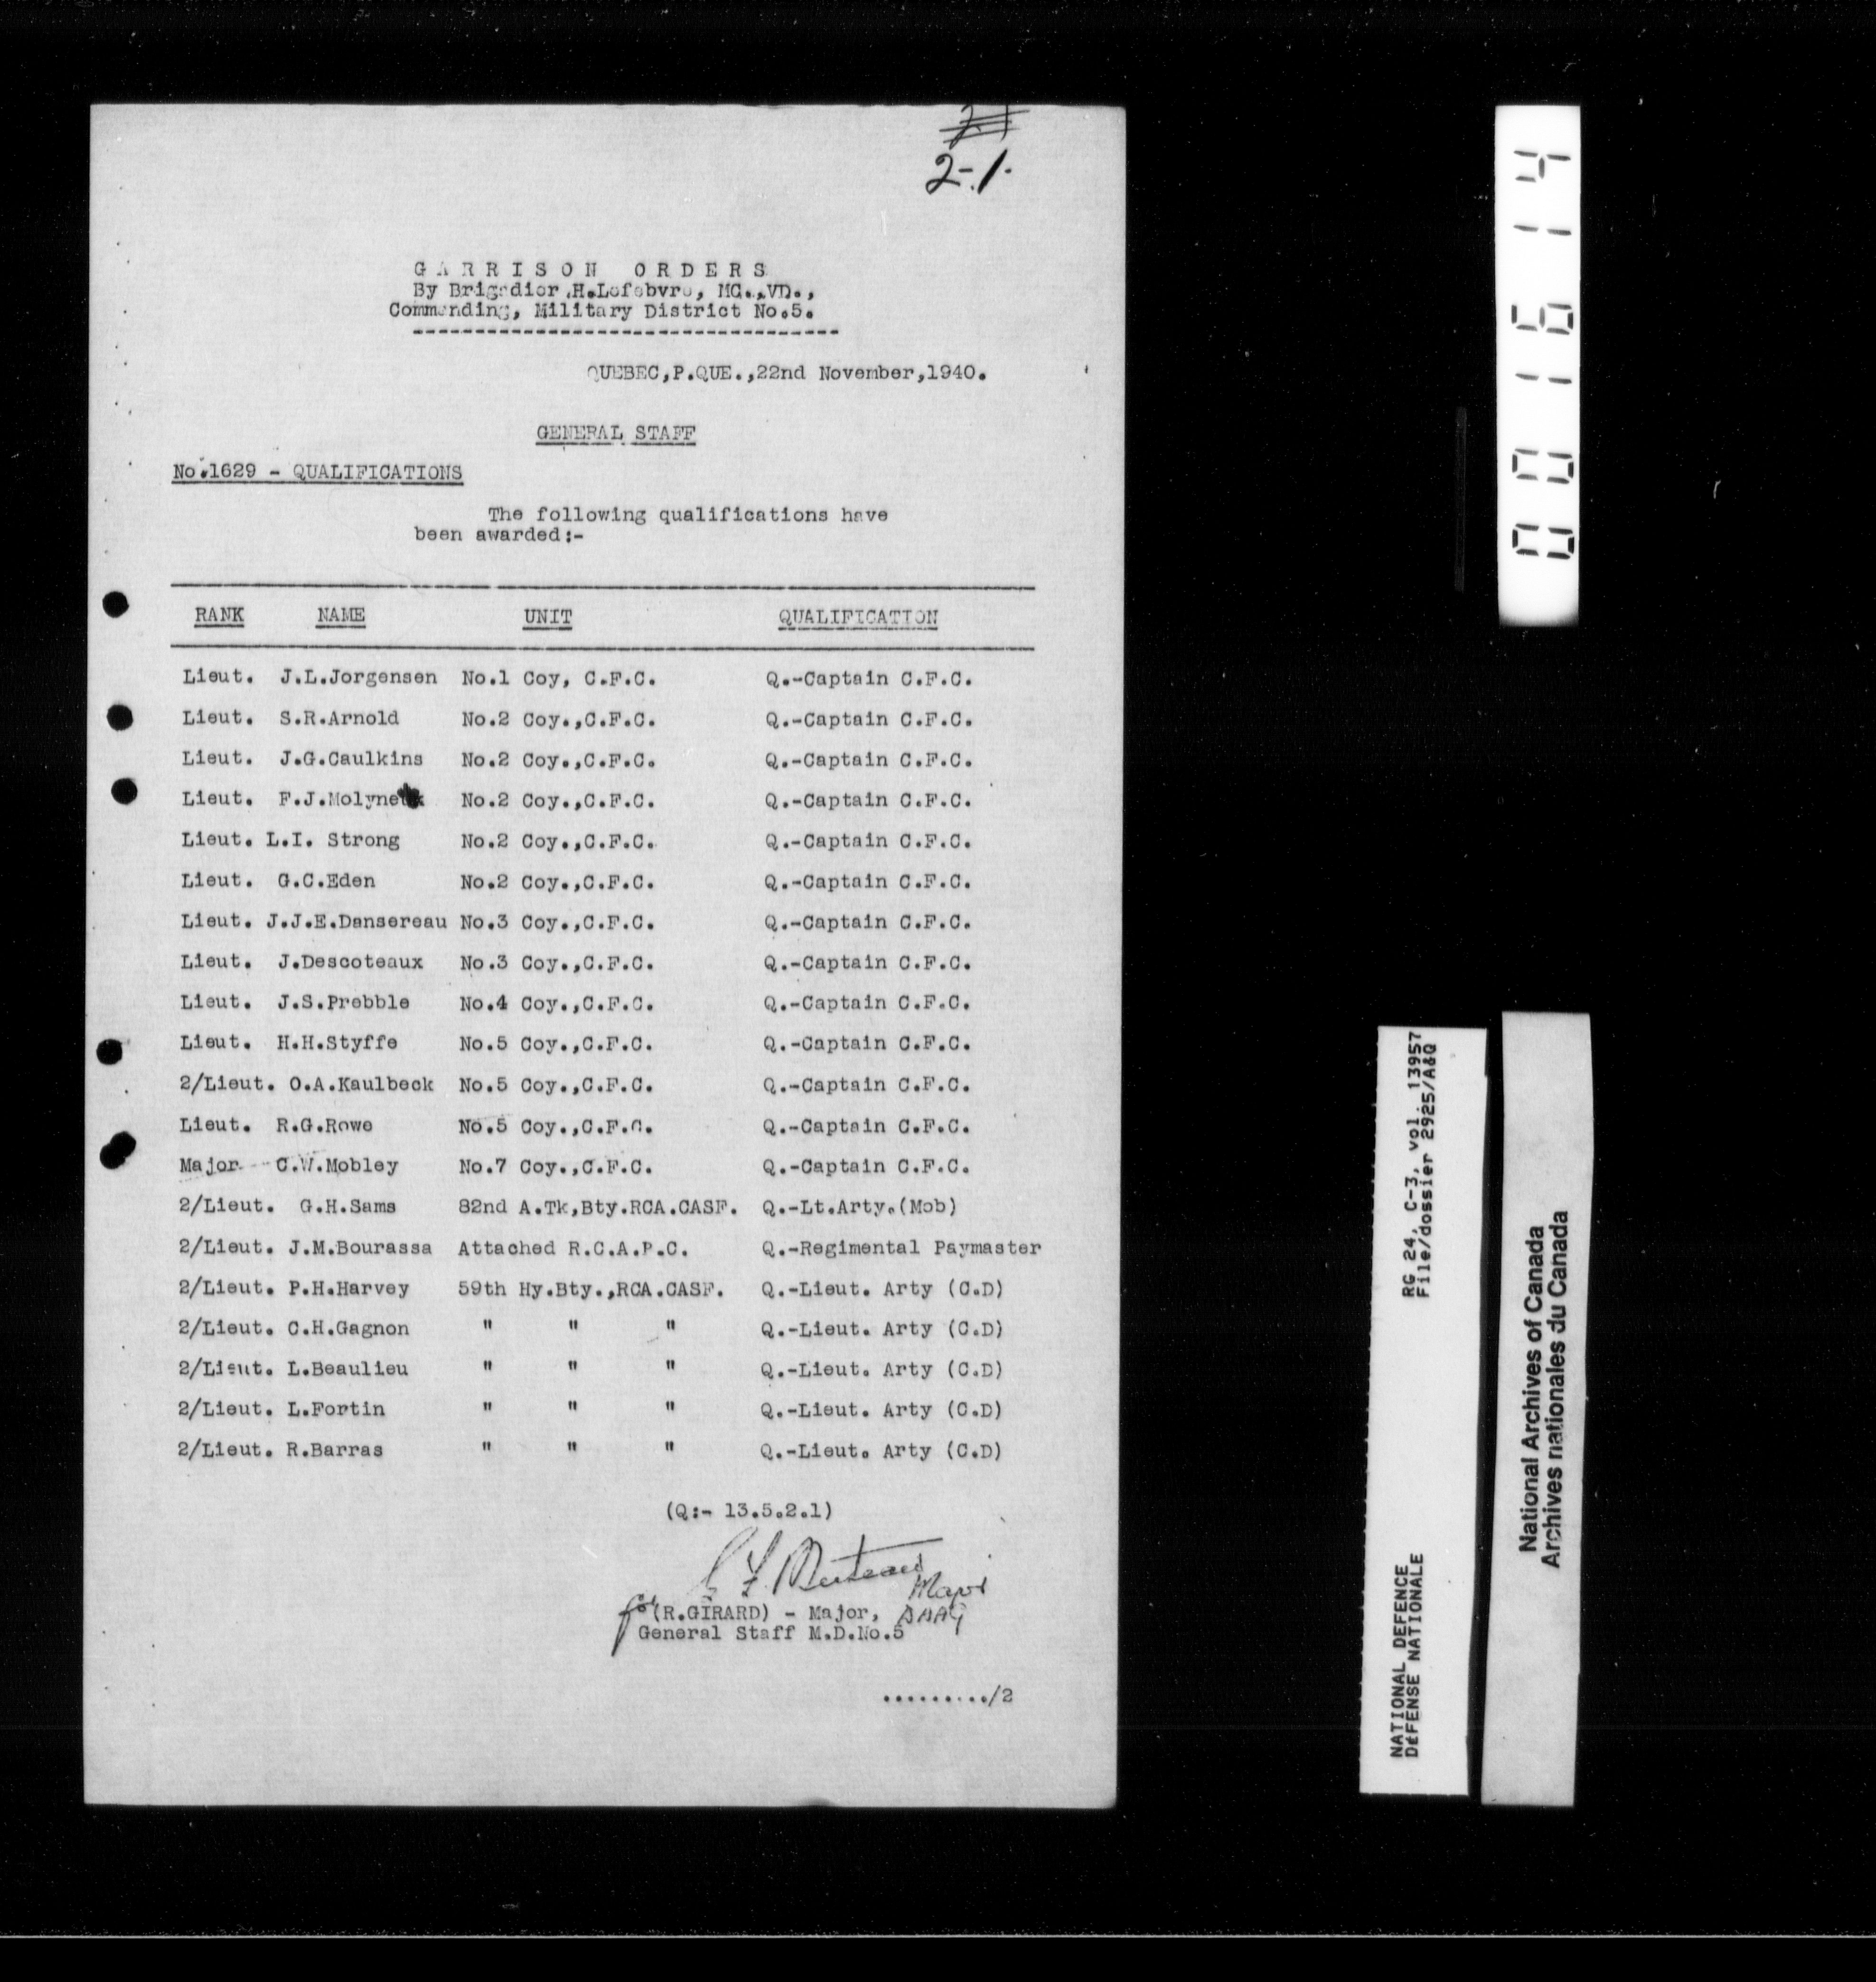 2-1.
GARRISON ORDERS
By Brigadier .H.Lefebvre, MC.,VD.,
Commanding, Military District No.5.
QUEBEC,P.QUE.,22nd November,1940.
GENERAL STAFF
No.1629 - QUALIFICATIONS
The following qualifications have
been awarded:-
RANK NAME UNIT QUALIFICATION
Lieut. J.L.Jorgensen No.1 Coy, C.F.C. Q.-Captain C.F.C.
Lieut. S.R.Arnold No.2 Coy.,C.F.C. Q.-Captain C.F.C.
Lieut. J.G.Caulkins No.2 Coy.,C.F.C. Q.-Captain C.F.C.
Lieut. F.J.Molyneux No.2 Coy.,C.F.C. Q.-Captain C.F.C.
Lieut. L.I. Strong No.2 Coy.,C.F.C. Q.-Captain C.F.C.
Lieut. G.C.Eden No.2 Coy.,C.F.C. Q.-Captain C.F.C.
Lieut. J.J.E.Dansereau No.3 Coy.,C.F.C. Q.-Captain C.F.C.
Lieut. J.Descoteaux No.3 Coy.,C.F.C. Q.-Captain C.F.C.
Lieut. J.S.Prebble No.4 Coy.,C.F.C. Q.-Captain C.F.C.
Lieut. H.H.Styffe No.5 Coy.,C.F.C. Q.-Captain C.F.C.
2/Lieut. O.A.Kaulbeck No.5 Coy.,C.F.C. Q.-Captain C.F.C.
Lieut. R.G.Rowe No.5 Coy.,C.F.C. Q.-Captain C.F.C.
Major C.W.Mobley No.7 Coy.,C.F.C. Q.-Captain C.F.C.
2/Lieut. G.H.Sams 82nd A.Tk,Bty.RCA.CASF. Q.-Lt.Arty.(Mob)
2/Lieut. J.M.Bourassa Attached R.C.A.P.C. Q.-Regimental Paymaster
2/Lieut. P.H.Harvey 59th Hy.Bty.,RCA.CASF. Q.-Lieut. Arty (C.D)
2/Lieut. C.H.Gagnon " " " Q.-Lieut. Arty (C.D)
2/Lieut. L.Beaulieu " " " Q.-Lieut. Arty (C.D)
2/Lieut. L.Fortin " " " Q.-Lieut. Arty (C.D)
2/Lieut. R.Barras " " " Q.-Lieut. Arty (C.D)
(Q:- 13.5.2.1)
Major
for (R.GIRARD) - Major, DAAG
General Staff M.D.No.5
........./2
001614
RG 24, C-3, vol. 13957
File/dossier 2925/A&Q
NATIONAL DEFENCE
DÉFENSE NATIONALE
National Archives of Canada
Archives nationales du Canada